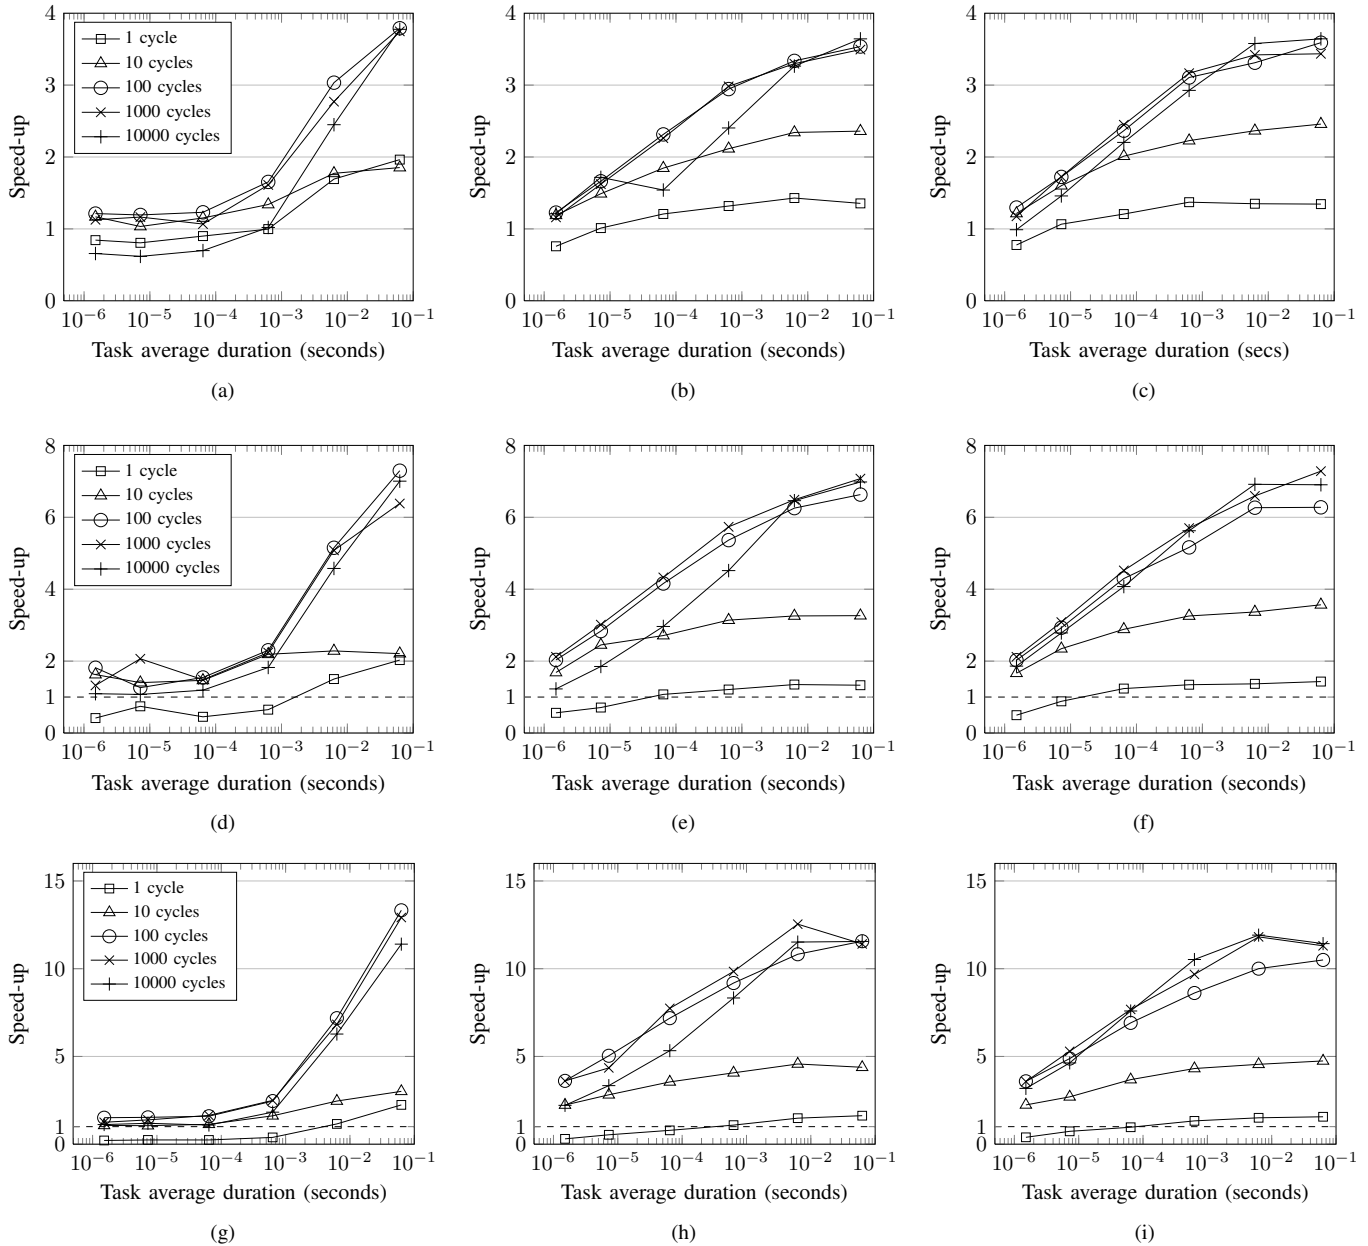 4
3
2
1
0
Speed-up
1 cycle
10 cycles
100 cycles
1000 cycles
10000 cycles
10⁻⁶ 10⁻⁵ 10⁻⁴ 10⁻³ 10⁻² 10⁻¹
Task average duration (seconds)
(a)
4
3
2
1
0
Speed-up
10⁻⁶ 10⁻⁵ 10⁻⁴ 10⁻³ 10⁻² 10⁻¹
Task average duration (seconds)
(b)
4
3
2
1
0
Speed-up
10⁻⁶ 10⁻⁵ 10⁻⁴ 10⁻³ 10⁻² 10⁻¹
Task average duration (secs)
(c)
8
6
4
2
1
0
Speed-up
1 cycle
10 cycles
100 cycles
1000 cycles
10000 cycles
10⁻⁶ 10⁻⁵ 10⁻⁴ 10⁻³ 10⁻² 10⁻¹
Task average duration (seconds)
(d)
8
6
4
2
1
0
Speed-up
10⁻⁶ 10⁻⁵ 10⁻⁴ 10⁻³ 10⁻² 10⁻¹
Task average duration (seconds)
(e)
8
6
4
2
1
0
Speed-up
10⁻⁶ 10⁻⁵ 10⁻⁴ 10⁻³ 10⁻² 10⁻¹
Task average duration (seconds)
(f)
15
10
5
1
0
Speed-up
1 cycle
10 cycles
100 cycles
1000 cycles
10000 cycles
10⁻⁶ 10⁻⁵ 10⁻⁴ 10⁻³ 10⁻² 10⁻¹
Task average duration (seconds)
(g)
15
10
5
1
0
Speed-up
10⁻⁶ 10⁻⁵ 10⁻⁴ 10⁻³ 10⁻² 10⁻¹
Task average duration (seconds)
(h)
15
10
5
1
0
Speed-up
10⁻⁶ 10⁻⁵ 10⁻⁴ 10⁻³ 10⁻² 10⁻¹
Task average duration (seconds)
(i)